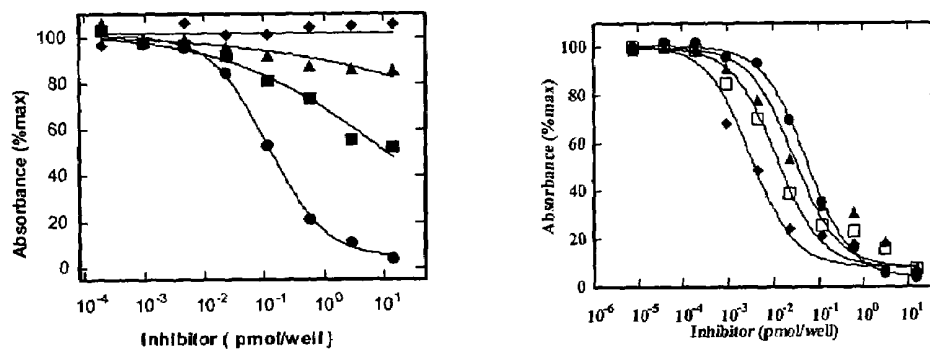 Absorbance (%max)
100
80
60
40
20
0
10⁻⁴ 10⁻³ 10⁻² 10⁻¹ 10⁰ 10¹
Inhibitor ( pmol/well )
Absorbance (%max)
100
80
60
40
20
0
10⁻⁶ 10⁻⁵ 10⁻⁴ 10⁻³ 10⁻² 10⁻¹ 10⁰ 10¹
Inhibitor (pmol/well)